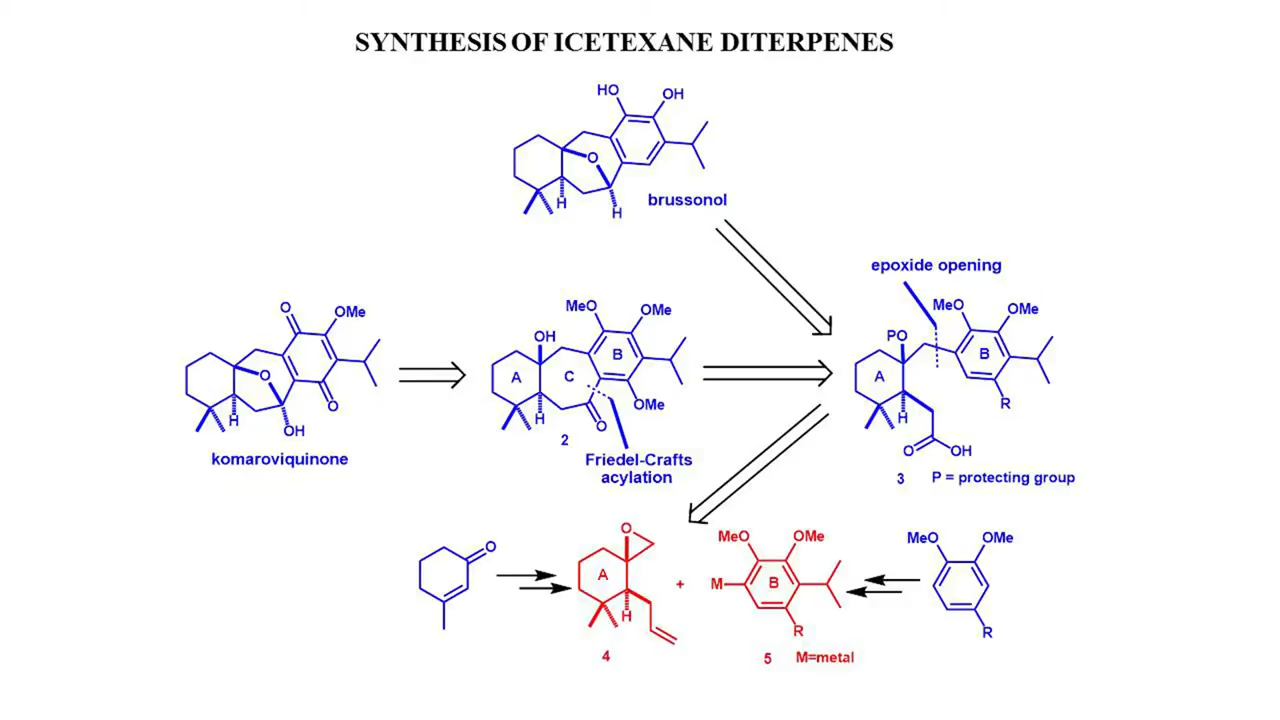 SYNTHESIS OF ICETEXANE DITERPENES
HO
OH
O
H
H
brussonol
epoxide opening
O
OMe
O
H
O
OH
komaroviquinone
MeO
OMe
OH
B
A
C
H
OMe
O
2
Friedel-Crafts
acylation
MeO
OMe
PO
B
A
H
R
O
OH
3
P = protecting group
O
O
A
H
4
+
MeO
OMe
M
B
R
5
M=metal
MeO
OMe
R